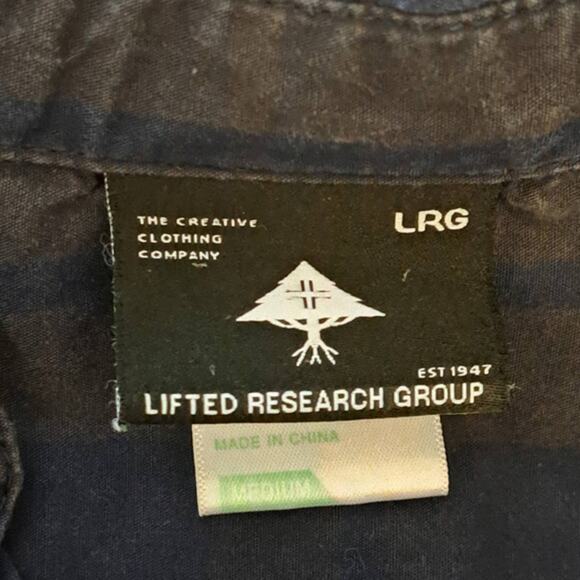 THE CREATIVE
CLOTHING
COMPANY
LRG
EST 1947
LIFTED RESEARCH GROUP
MADE IN CHINA
MEDIUM